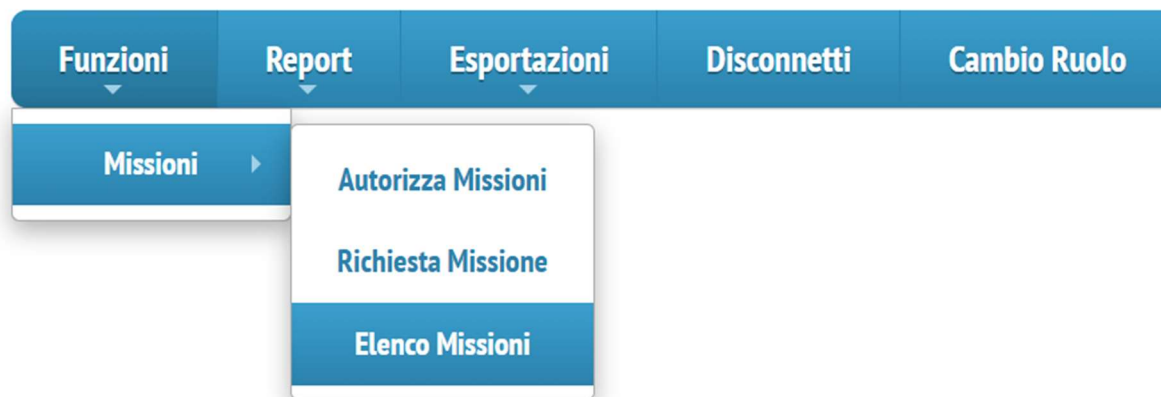 Funzioni Report Esportazioni Disconnetti Cambio Ruolo
Missioni
Autorizza Missioni
Richiesta Missione
Elenco Missioni